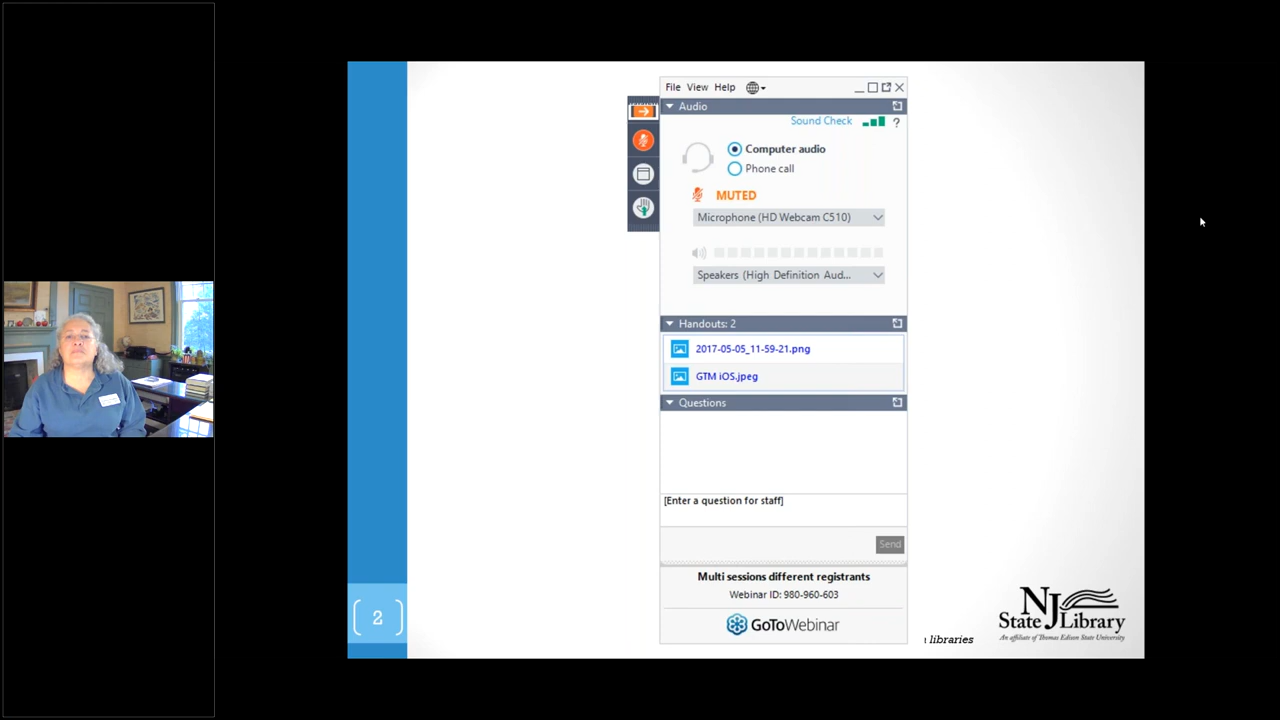 File View Help
Audio
Sound Check ?
Computer audio
Phone call
MUTED
Microphone (HD Webcam C510)
Speakers (High Definition Aud...
Handouts: 2
2017-05-05_11-59-21.png
GTM iOS.jpeg
Questions
[Enter a question for staff]
Send
Multi sessions different registrants
Webinar ID: 980-960-603
GoToWebinar
2
libraries
NJ
State Library
An affiliate of Thomas Edison State University